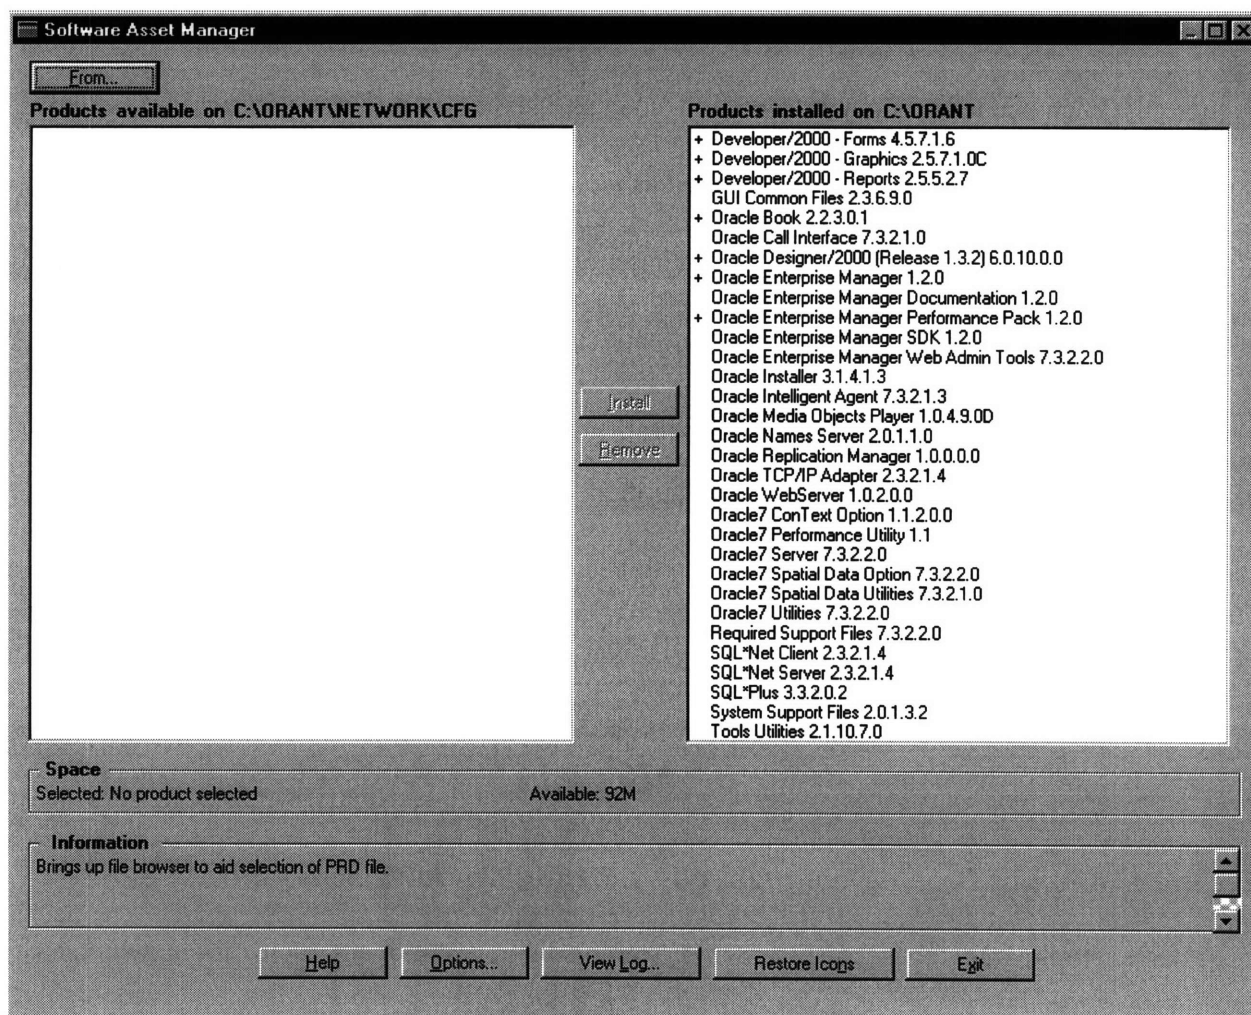 Software Asset Manager
From...
Products available on C:\ORANT\NETWORK\CFG
Products installed on C:\ORANT
+ Developer/2000 - Forms 4.5.7.1.6
+ Developer/2000 - Graphics 2.5.7.1.0C
+ Developer/2000 - Reports 2.5.5.2.7
GUI Common Files 2.3.6.9.0
+ Oracle Book 2.2.3.0.1
Oracle Call Interface 7.3.2.1.0
+ Oracle Designer/2000 (Release 1.3.2) 6.0.10.0.0
+ Oracle Enterprise Manager 1.2.0
Oracle Enterprise Manager Documentation 1.2.0
+ Oracle Enterprise Manager Performance Pack 1.2.0
Oracle Enterprise Manager SDK 1.2.0
Oracle Enterprise Manager Web Admin Tools 7.3.2.2.0
Oracle Installer 3.1.4.1.3
Oracle Intelligent Agent 7.3.2.1.3
Oracle Media Objects Player 1.0.4.9.0D
Oracle Names Server 2.0.1.1.0
Oracle Replication Manager 1.0.0.0.0
Oracle TCP/IP Adapter 2.3.2.1.4
Oracle WebServer 1.0.2.0.0
Oracle7 ConText Option 1.1.2.0.0
Oracle7 Performance Utility 1.1
Oracle7 Server 7.3.2.2.0
Oracle7 Spatial Data Option 7.3.2.2.0
Oracle7 Spatial Data Utilities 7.3.2.1.0
Oracle7 Utilities 7.3.2.2.0
Required Support Files 7.3.2.2.0
SQL*Net Client 2.3.2.1.4
SQL*Net Server 2.3.2.1.4
SQL*Plus 3.3.2.0.2
System Support Files 2.0.1.3.2
Tools Utilities 2.1.10.7.0
Install
Remove
Space
Selected: No product selected
Available: 92M
Information
Brings up file browser to aid selection of PRD file.
Help
Options...
View Log...
Restore Icons
Exit